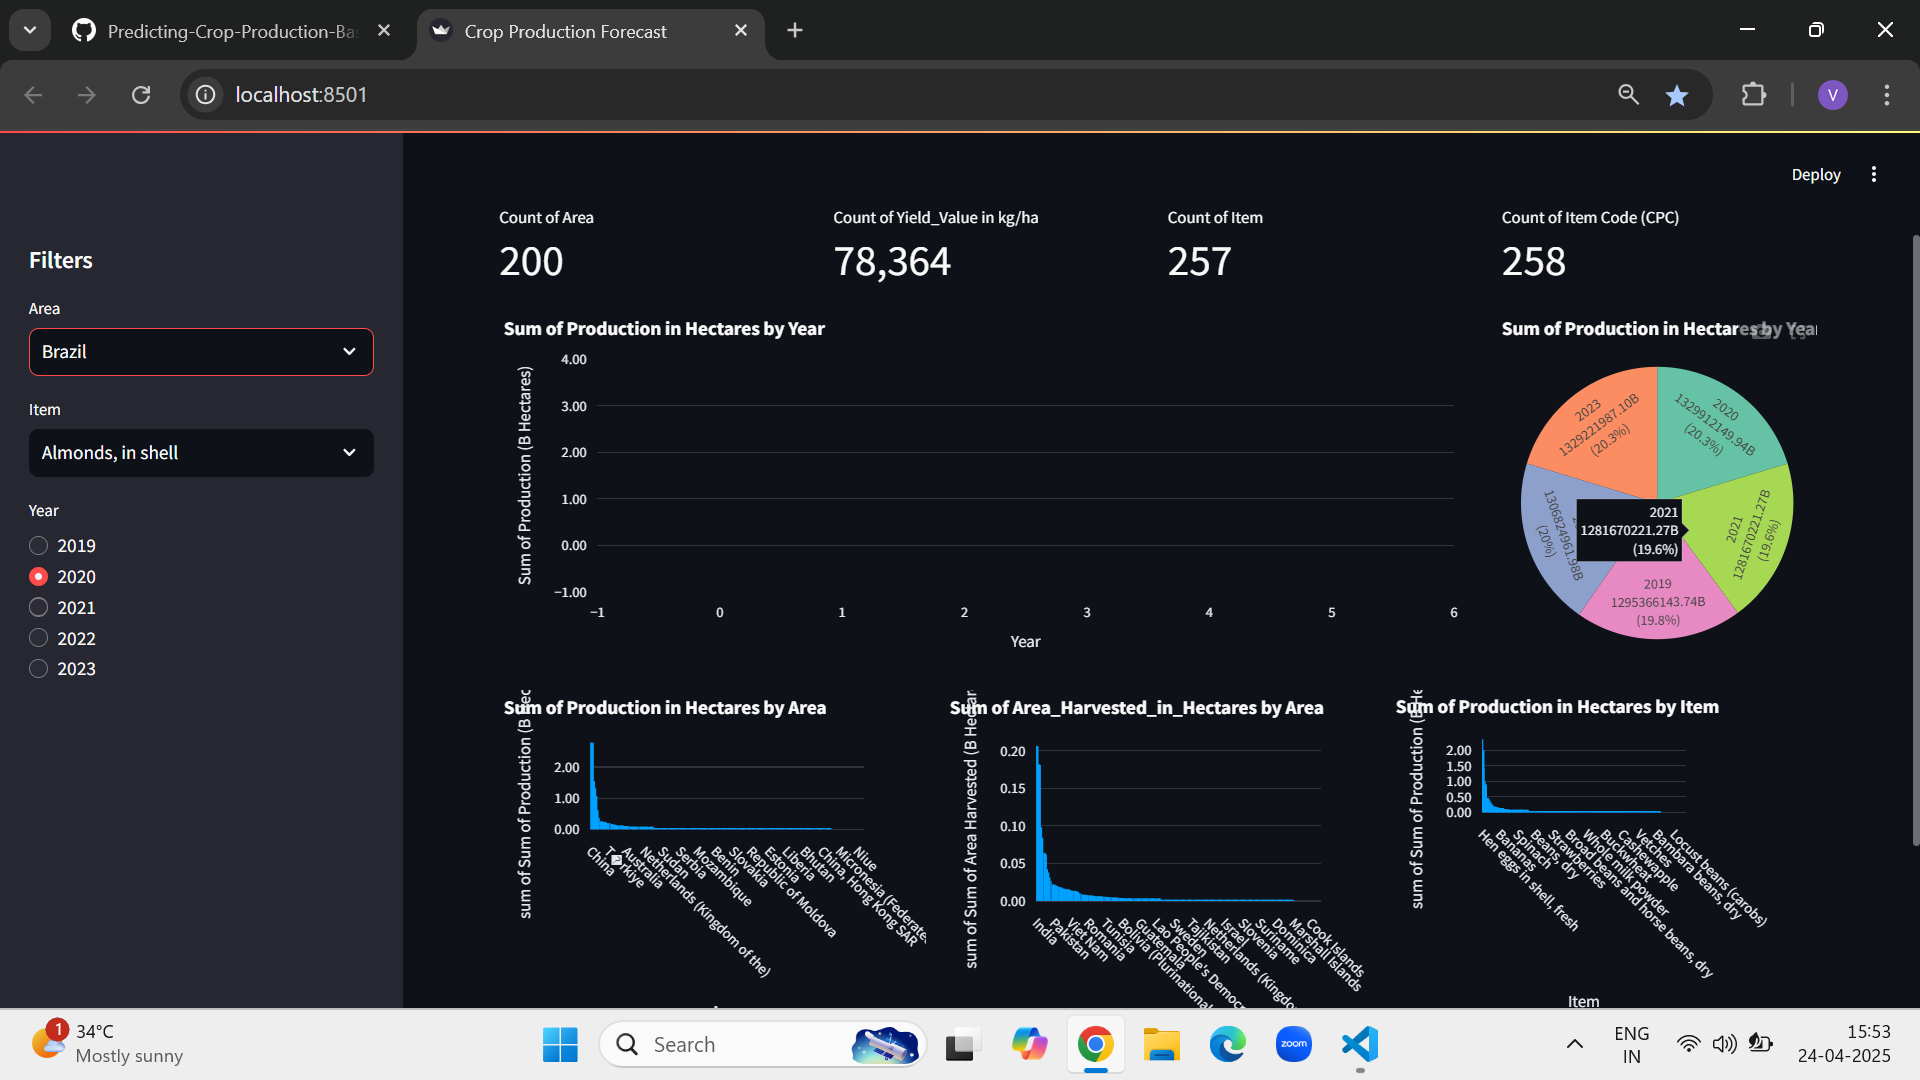 Predicting-Crop-Production-Ba
Crop Production Forecast
localhost:8501
V
Deploy
Filters
Area
Brazil
Item
Almonds, in shell
Year
2019
2020
2021
2022
2023
Count of Area
200
Count of Yield_Value in kg/ha
78,364
Count of Item
257
Count of Item Code (CPC)
258
Sum of Production in Hectares by Year
Sum of Production (B Hectares)
4.00
3.00
2.00
1.00
0.00
−1.00
−1
0
1
2
3
4
5
6
Year
Sum of Production in Hectares by Year
2023
1329221987.10B
(20.3%)
2020
1329912149.94B
(20.3%)
2021
1281670221.27B
(19.6%)
2019
1295366143.74B
(19.8%)
1306824961.98B
(20%)
2021
1281670221.27B
(19.6%)
Sum of Production in Hectares by Area
sum of Sum of Production (B Hec
2.00
1.00
0.00
China
Türkiye
Australia
Netherlands (Kingdom of the)
Sudan
Serbia
Mozambique
Benin
Slovakia
Republic of Moldova
Estonia
Liberia
Bhutan
China, Hong Kong SAR
Micronesia (Federate
Niue
Sum of Area_Harvested_in_Hectares by Area
sum of Sum of Area Harvested (B Hectar
0.20
0.15
0.10
0.05
0.00
India
Pakistan
Viet Nam
Romania
Tunisia
Bolivia (Plurinational
Guatemala
Lao People's Democr
Sweden
Tajikistan
Netherlands (Kingdo
Israel
Slovenia
Suriname
Dominica
Marshall Islands
Cook Islands
Sum of Production in Hectares by Item
sum of Sum of Production (B He
2.00
1.50
1.00
0.50
0.00
Hen eggs in shell, fresh
Bananas
Spinach
Beans, dry
Strawberries
Broad beans and horse beans, dry
Whole milk powder
Buckwheat
Cashewapple
Vetches
Bambara beans, dry
Locust beans (carobs)
Item
1
34°C
Mostly sunny
Search
zoom
ENG
IN
15:53
24-04-2025